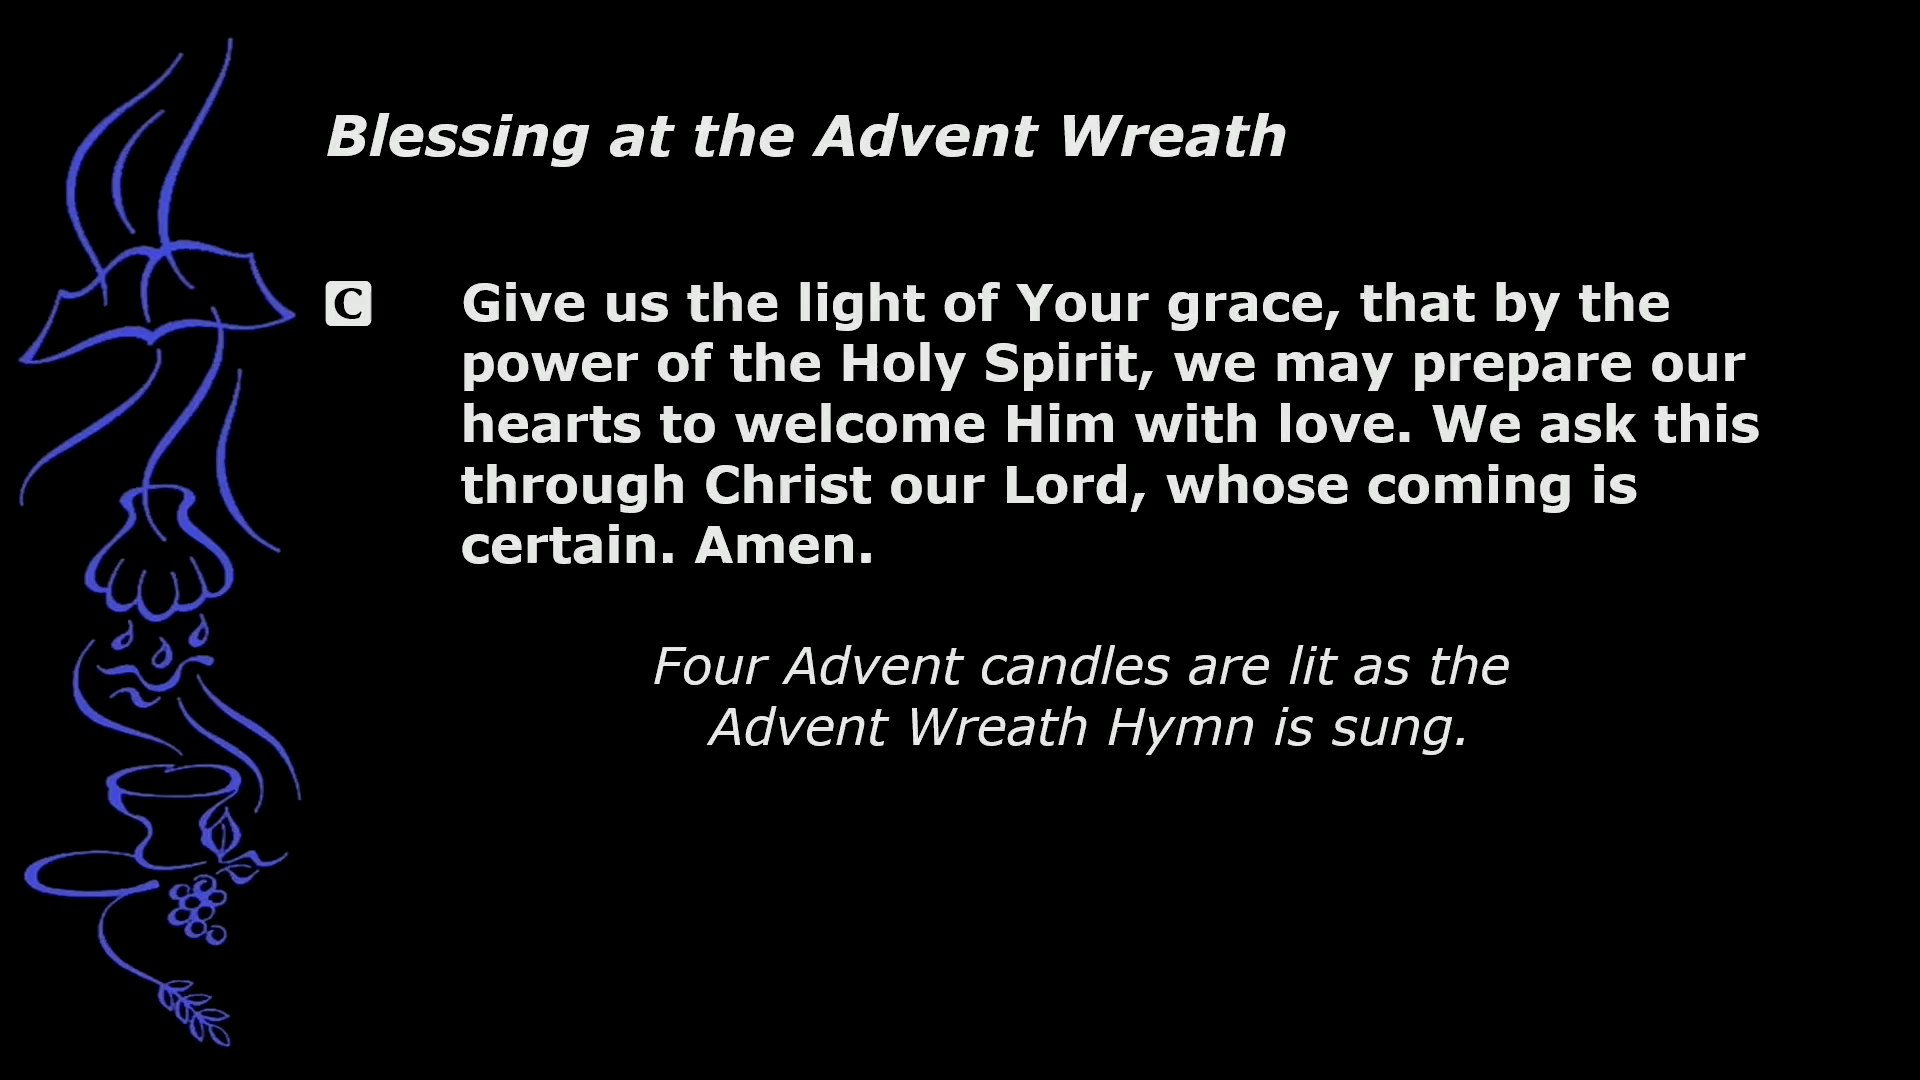 Blessing at the Advent Wreath
C Give us the light of Your grace, that by the
power of the Holy Spirit, we may prepare our
hearts to welcome Him with love. We ask this
through Christ our Lord, whose coming is
certain. Amen.
Four Advent candles are lit as the
Advent Wreath Hymn is sung.